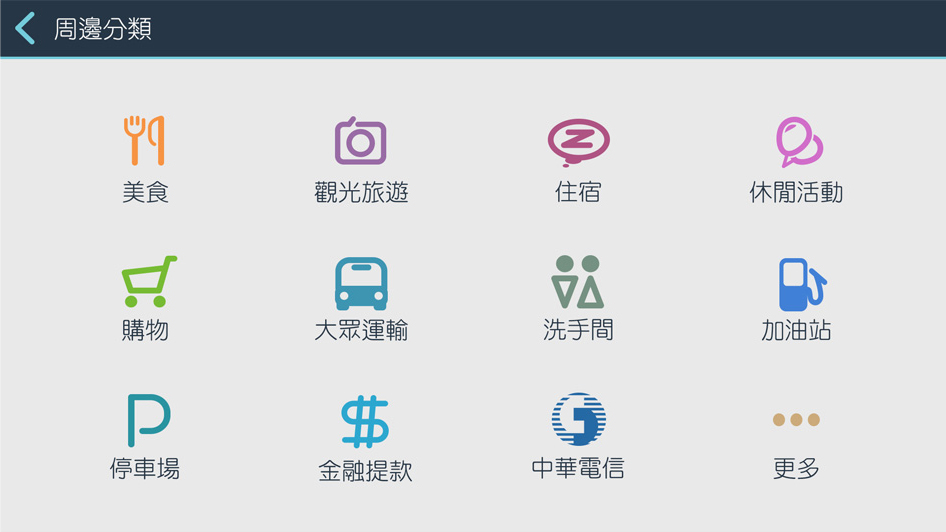 周邊分類
美食
觀光旅遊
住宿
休閒活動
購物
大眾運輸
洗手間
加油站
停車場
金融提款
中華電信
更多